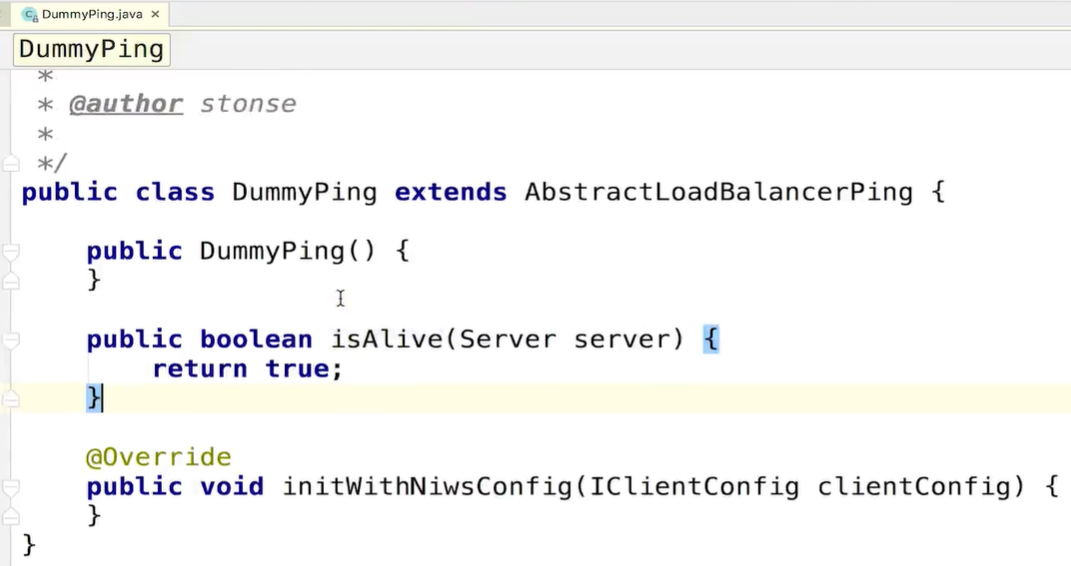 DummyPing.java ×
DummyPing
*
* @author stonse
*
*/
public class DummyPing extends AbstractLoadBalancerPing {
public DummyPing() {
}
public boolean isAlive(Server server) {
return true;
}
@Override
public void initWithNiwsConfig(IClientConfig clientConfig) {
}
}